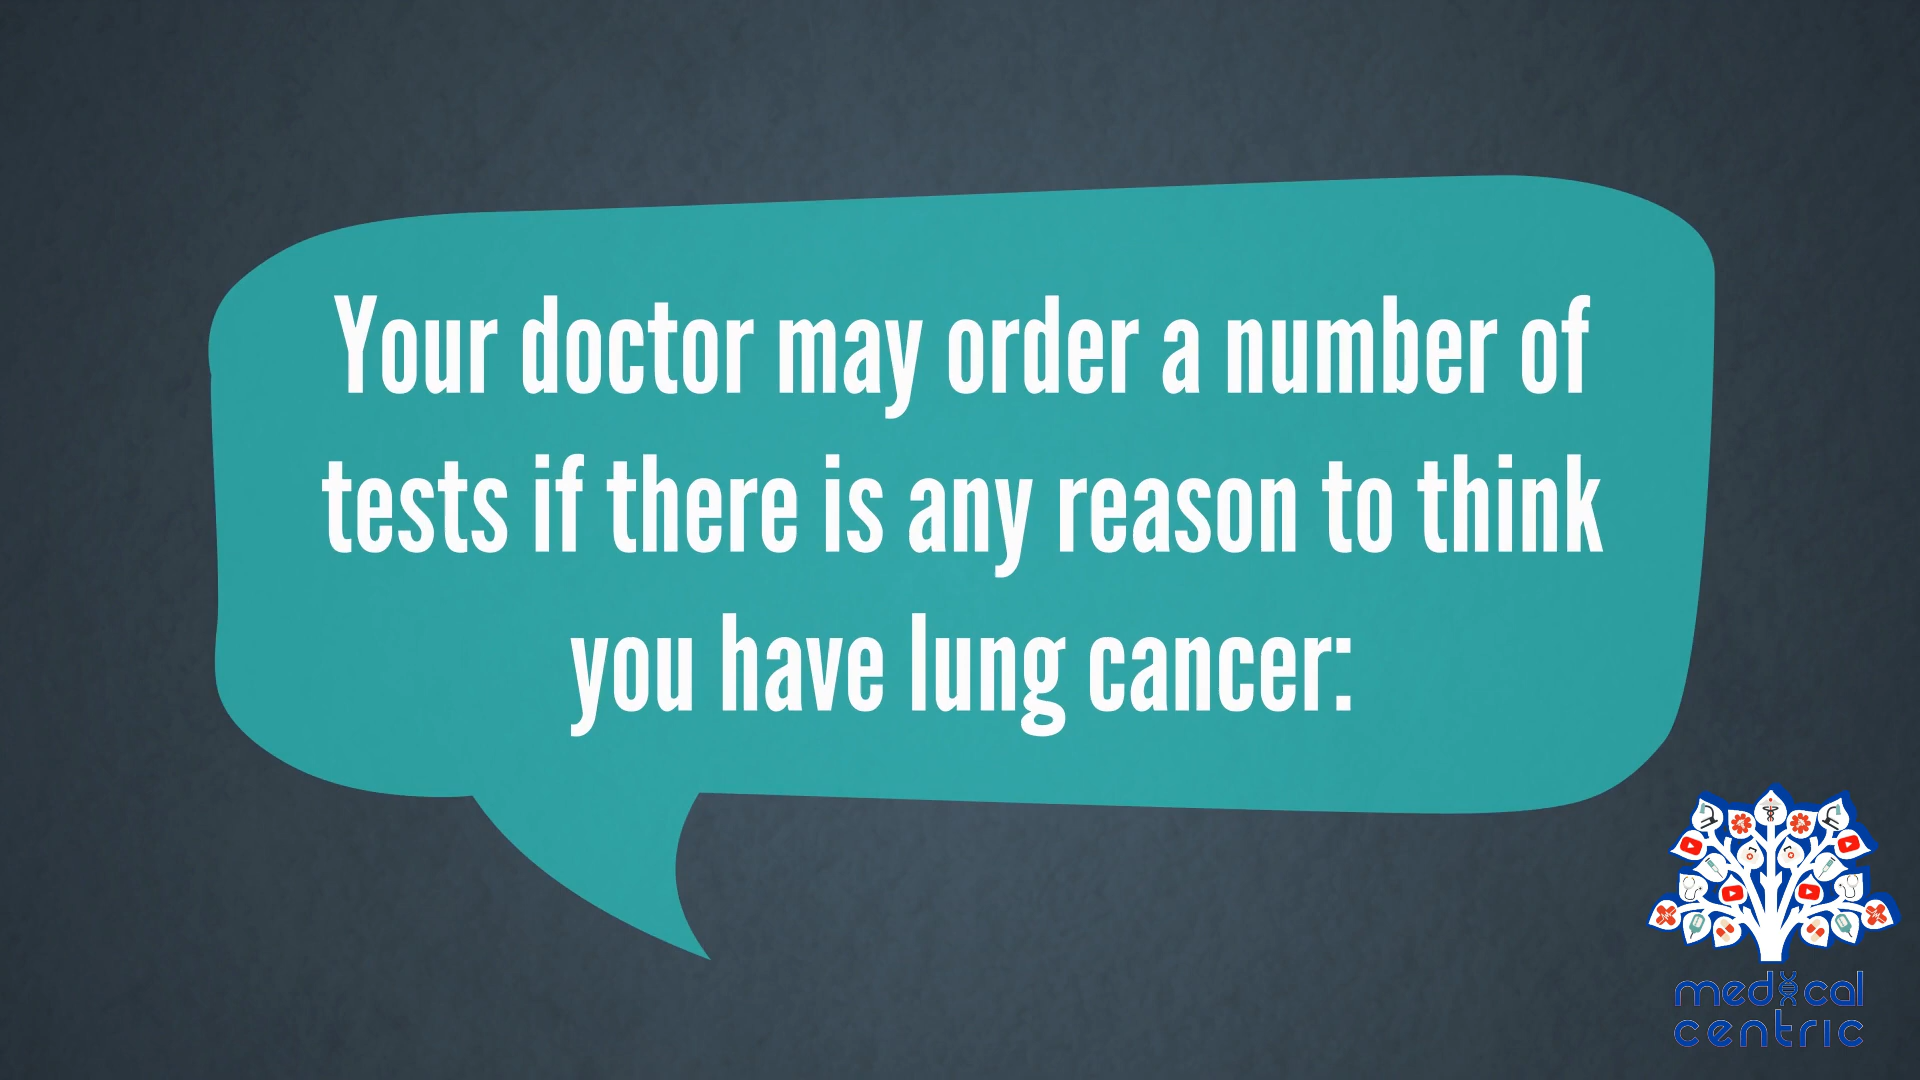 Your doctor may order a number of
tests if there is any reason to think
you have lung cancer:
medical
centric